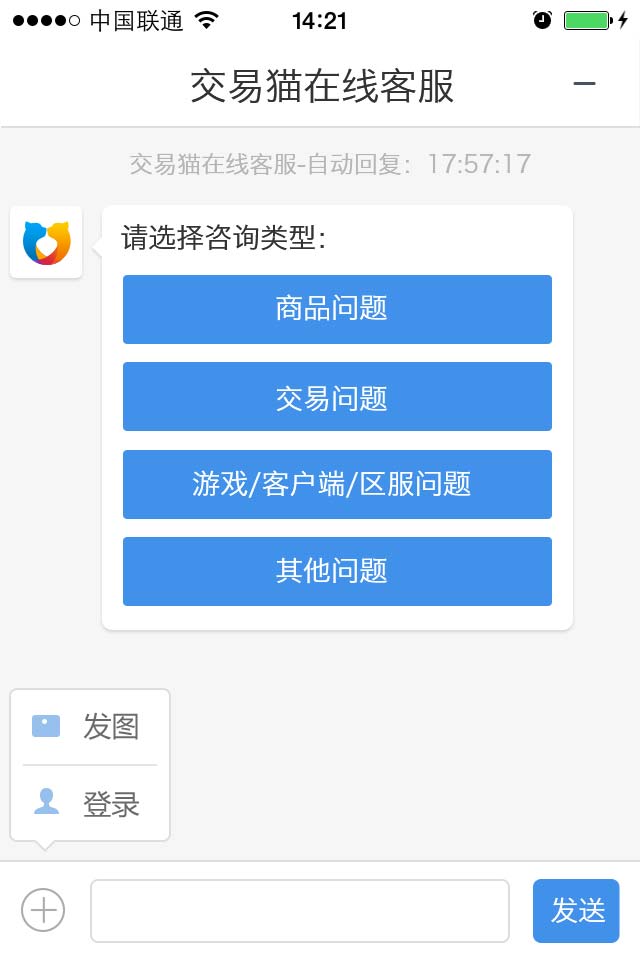 中国联通 14:21
交易猫在线客服
交易猫在线客服-自动回复：17:57:17
请选择咨询类型：
商品问题
交易问题
游戏/客户端/区服问题
其他问题
发图
登录
发送